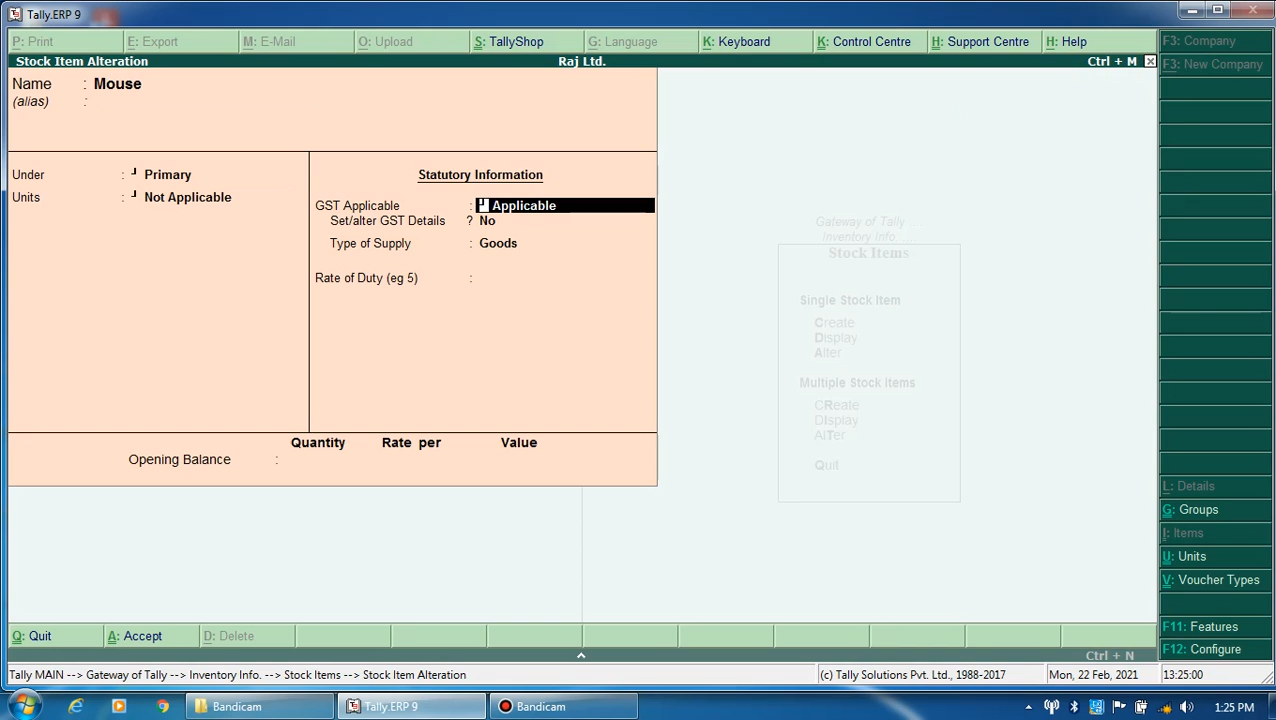 Tally.ERP 9
P: Print E: Export M: E-Mail O: Upload S: TallyShop G: Language K: Keyboard K: Control Centre H: Support Centre H: Help
F3: Company
Stock Item Alteration Raj Ltd. Ctrl + M
F3: New Company
Name : Mouse
(alias) :
Under : Primary
Units : Not Applicable
Statutory Information
GST Applicable : Applicable
Set/alter GST Details ? No
Type of Supply : Goods
Rate of Duty (eg 5) :
Quantity Rate per Value
Opening Balance :
Gateway of Tally...
Inventory Info. ....
Stock Items
Single Stock Item
Create
Display
Alter
Multiple Stock Items
CReate
DIsplay
AlTer
Quit
L: Details
G: Groups
I: Items
U: Units
V: Voucher Types
F11: Features
F12: Configure
Q: Quit A: Accept D: Delete
Ctrl + N
Tally MAIN --> Gateway of Tally --> Inventory Info. --> Stock Items --> Stock Item Alteration (c) Tally Solutions Pvt. Ltd., 1988-2017 Mon, 22 Feb, 2021 13:25:00
Bandicam Tally.ERP 9 Bandicam 1:25 PM